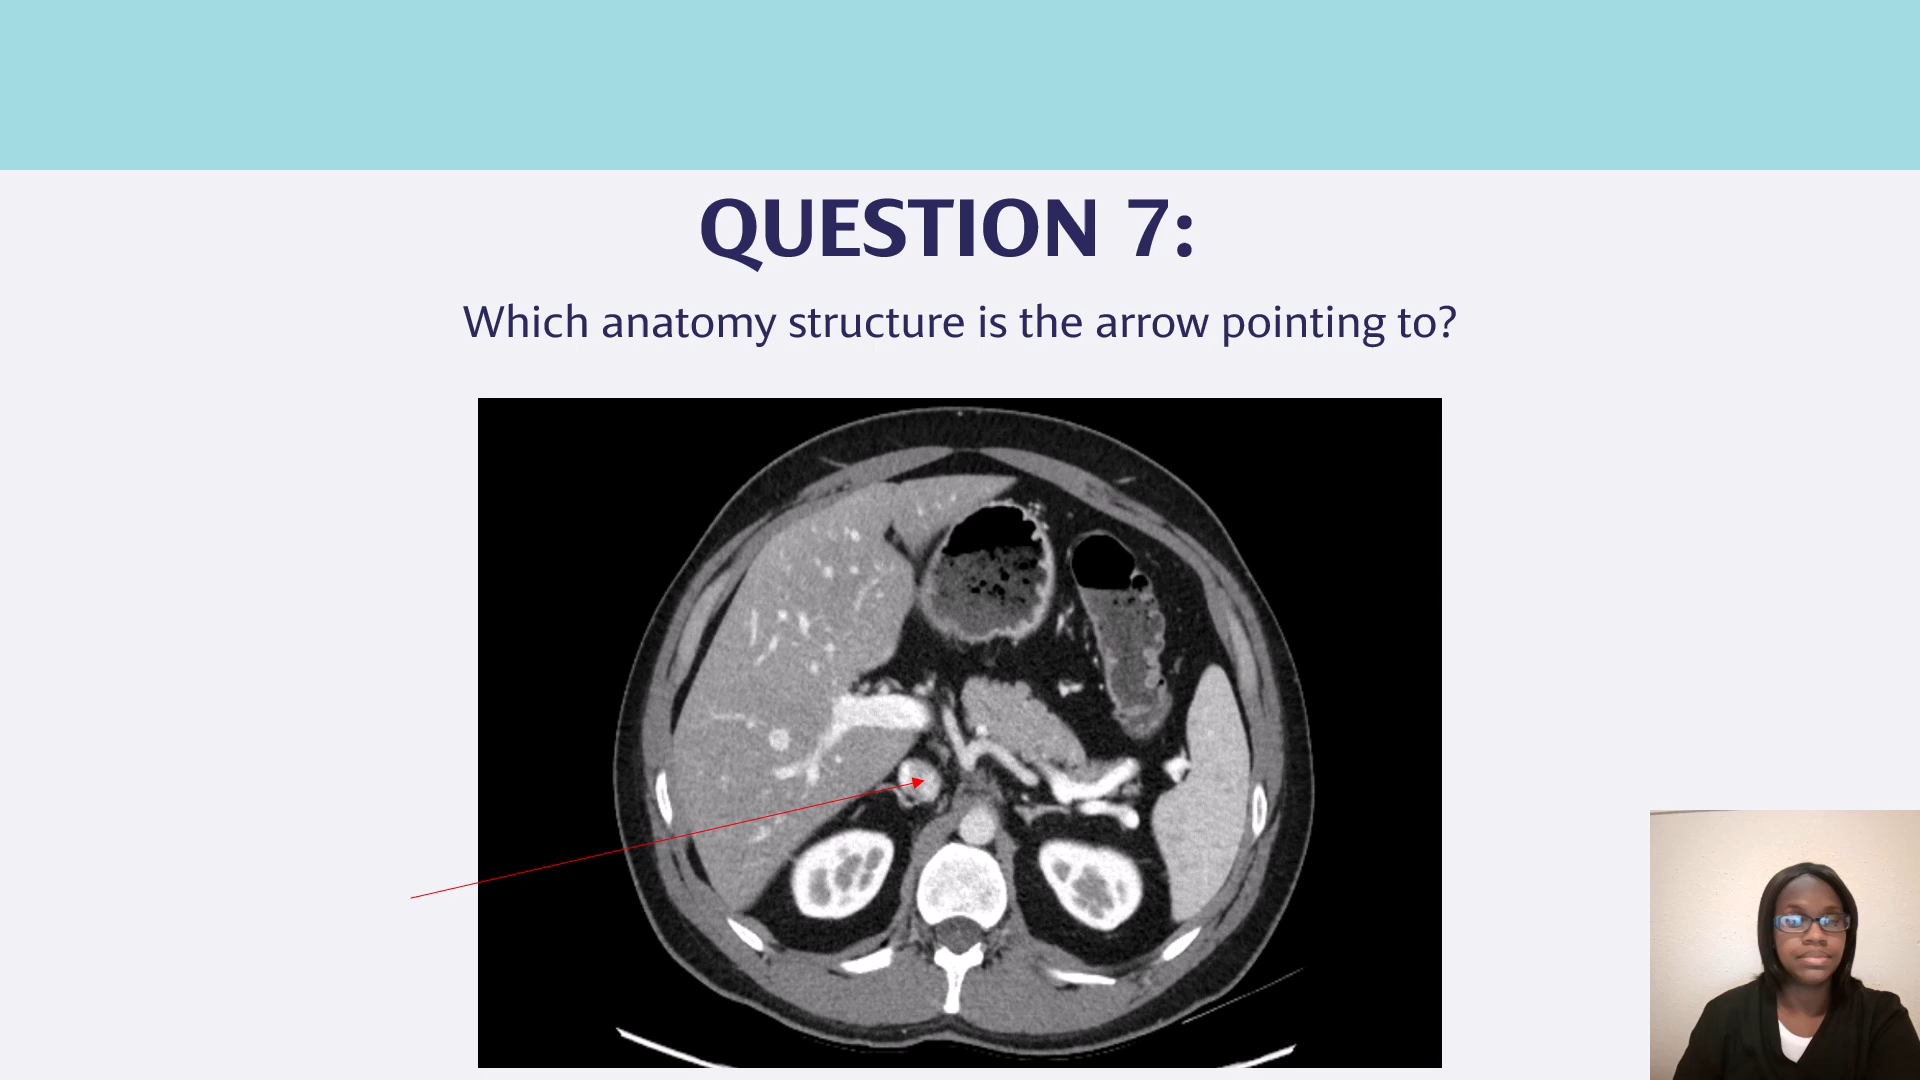 QUESTION 7:
Which anatomy structure is the arrow pointing to?